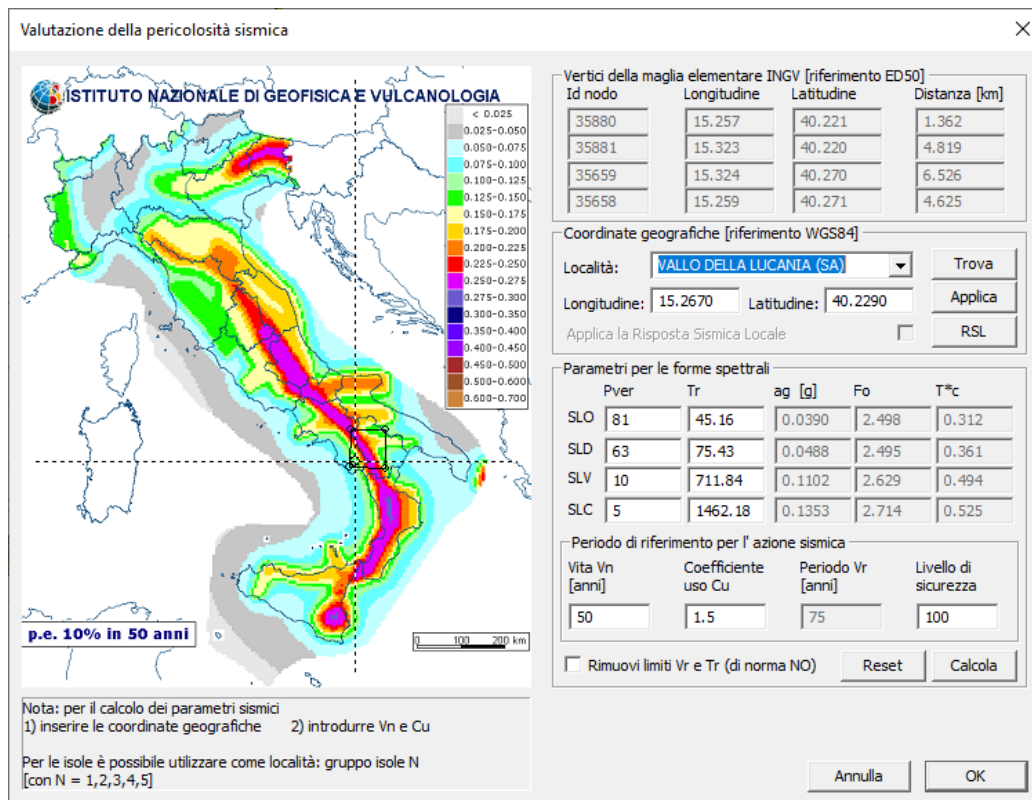 Valutazione della pericolosità sismica
ISTITUTO NAZIONALE DI GEOFISICA E VULCANOLOGIA
< 0.025
0.025-0.050
0.050-0.075
0.075-0.100
0.100-0.125
0.125-0.150
0.150-0.175
0.175-0.200
0.200-0.225
0.225-0.250
0.250-0.275
0.275-0.300
0.300-0.350
0.350-0.400
0.400-0.450
0.450-0.500
0.500-0.600
0.600-0.700
p.e. 10% in 50 anni
0 100 200 km
Nota: per il calcolo dei parametri sismici
1) inserire le coordinate geografiche 2) introdurre Vn e Cu
Per le isole è possibile utilizzare come località: gruppo isole N
[con N = 1,2,3,4,5]
Vertici della maglia elementare INGV [riferimento ED50]
Id nodo Longitudine Latitudine Distanza [km]
35880 15.257 40.221 1.362
35881 15.323 40.220 4.819
35659 15.324 40.270 6.526
35658 15.259 40.271 4.625
Coordinate geografiche [riferimento WGS84]
Località: VALLO DELLA LUCANIA (SA) Trova
Longitudine: 15.2670 Latitudine: 40.2290 Applica
Applica la Risposta Sismica Locale RSL
Parametri per le forme spettrali
Pver Tr ag [g] Fo T*c
SLO 81 45.16 0.0390 2.498 0.312
SLD 63 75.43 0.0488 2.495 0.361
SLV 10 711.84 0.1102 2.629 0.494
SLC 5 1462.18 0.1353 2.714 0.525
Periodo di riferimento per l' azione sismica
Vita Vn [anni] Coefficiente uso Cu Periodo Vr [anni] Livello di sicurezza
50 1.5 75 100
Rimuovi limiti Vr e Tr (di norma NO) Reset Calcola
Annulla OK